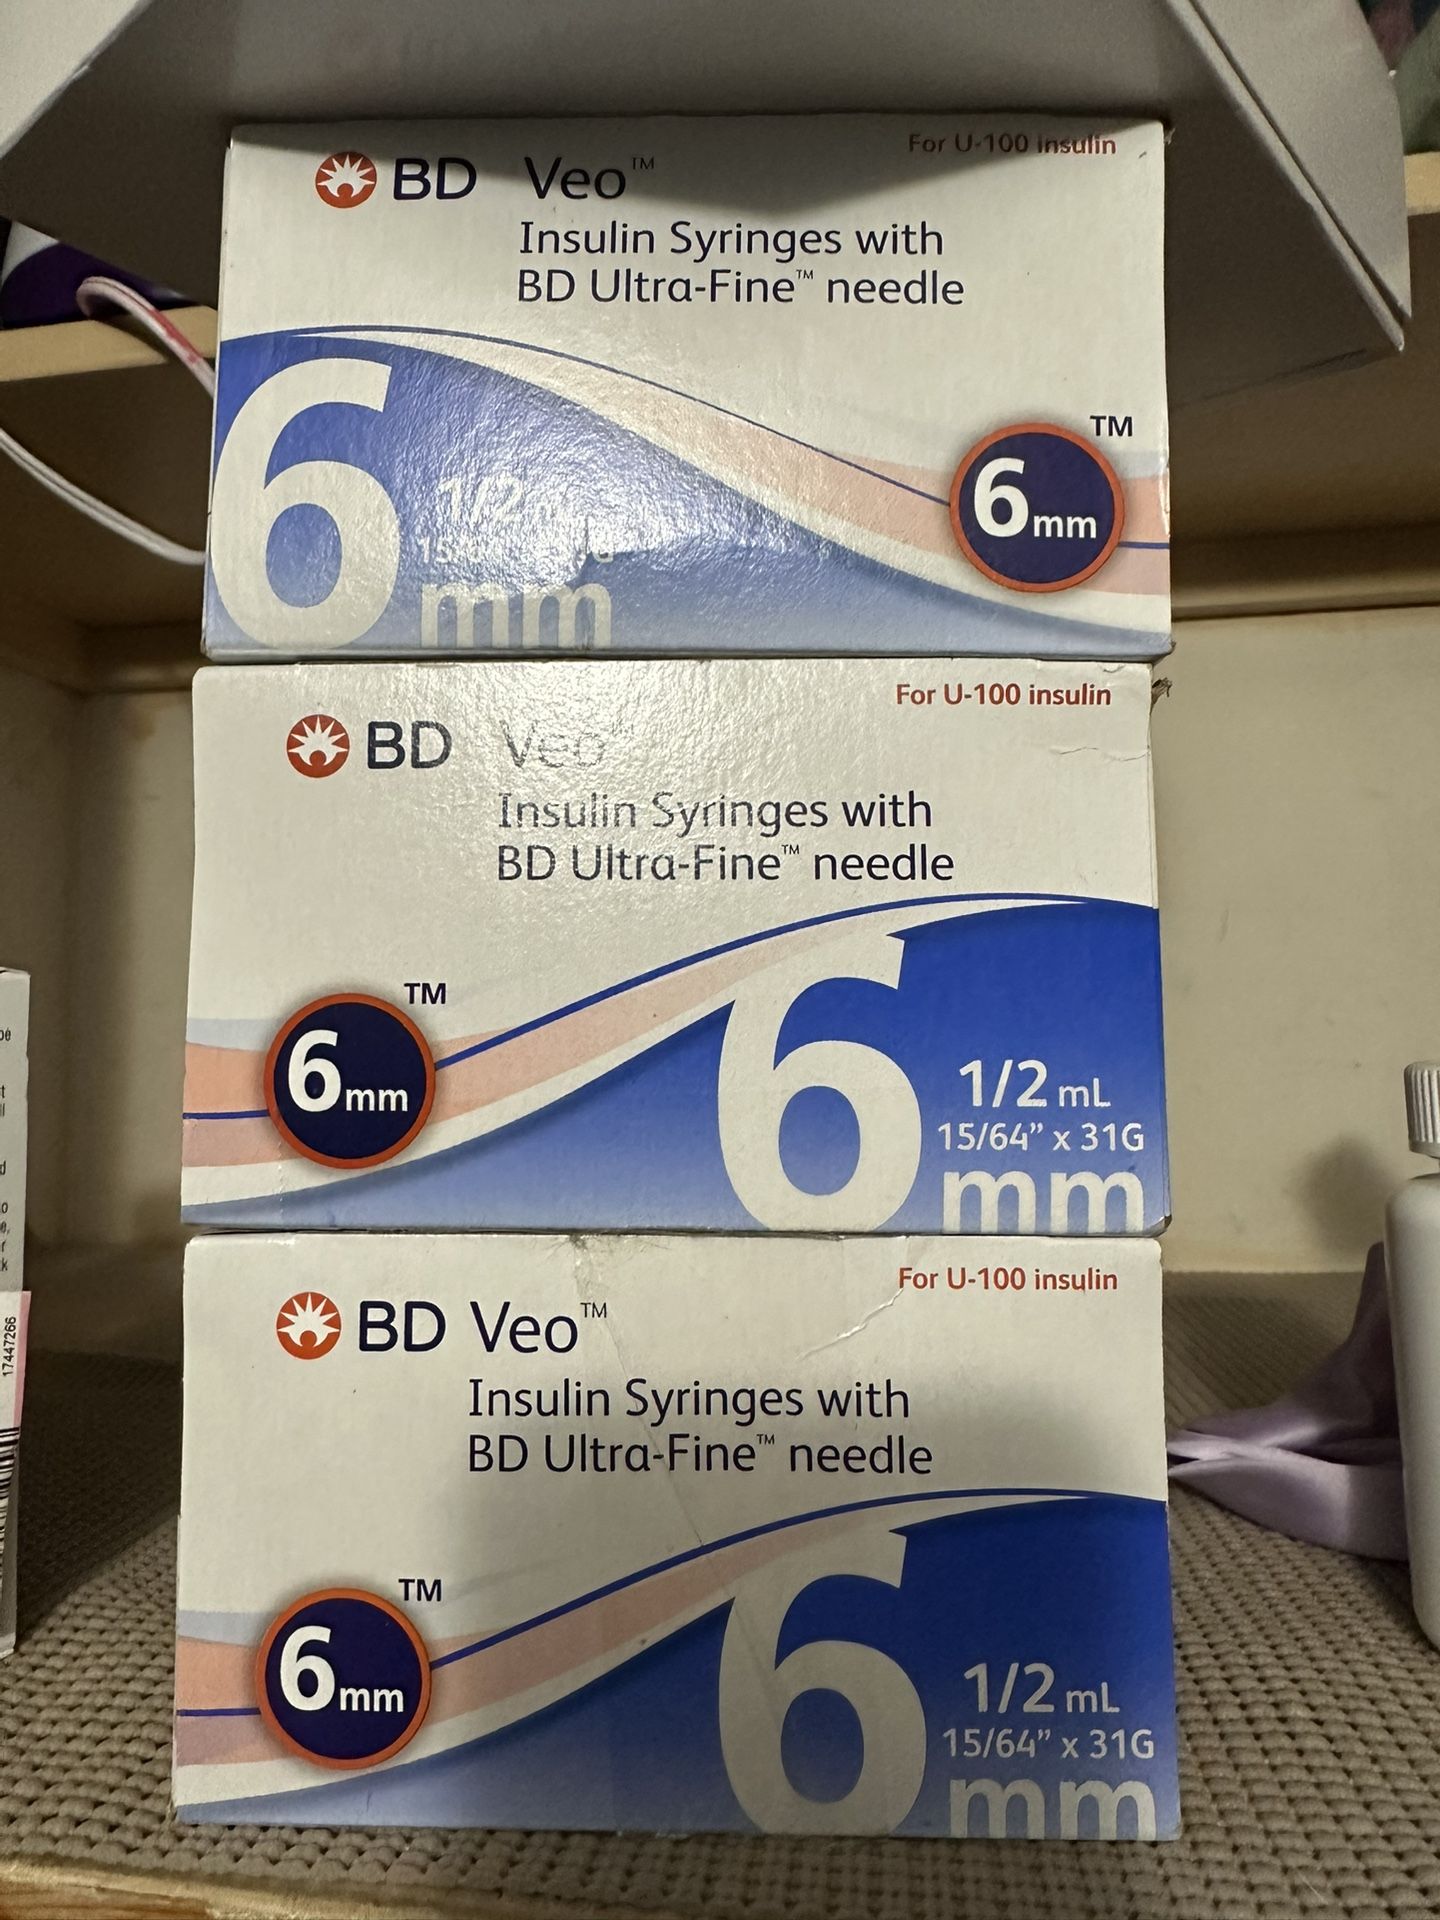 For U-100 insulin
BD Veo™
Insulin Syringes with
BD Ultra-Fine™ needle
6
1/2
mm
™
6mm
For U-100 insulin
BD Veo™
Insulin Syringes with
BD Ultra-Fine™ needle
™
6mm
6
1/2 mL
15/64” x 31G
mm
For U-100 insulin
BD Veo™
Insulin Syringes with
BD Ultra-Fine™ needle
™
6mm
6
1/2 mL
15/64” x 31G
mm
17447266